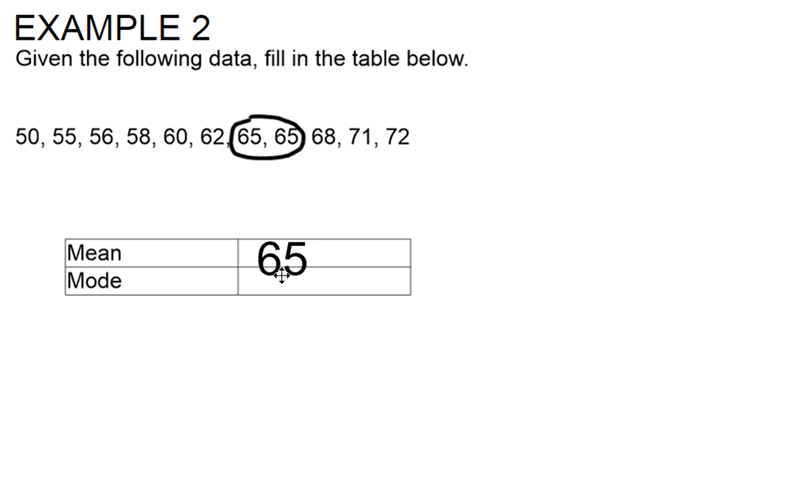 EXAMPLE 2
Given the following data, fill in the table below.
50, 55, 56, 58, 60, 62, 65, 65, 68, 71, 72
Mean
65
Mode